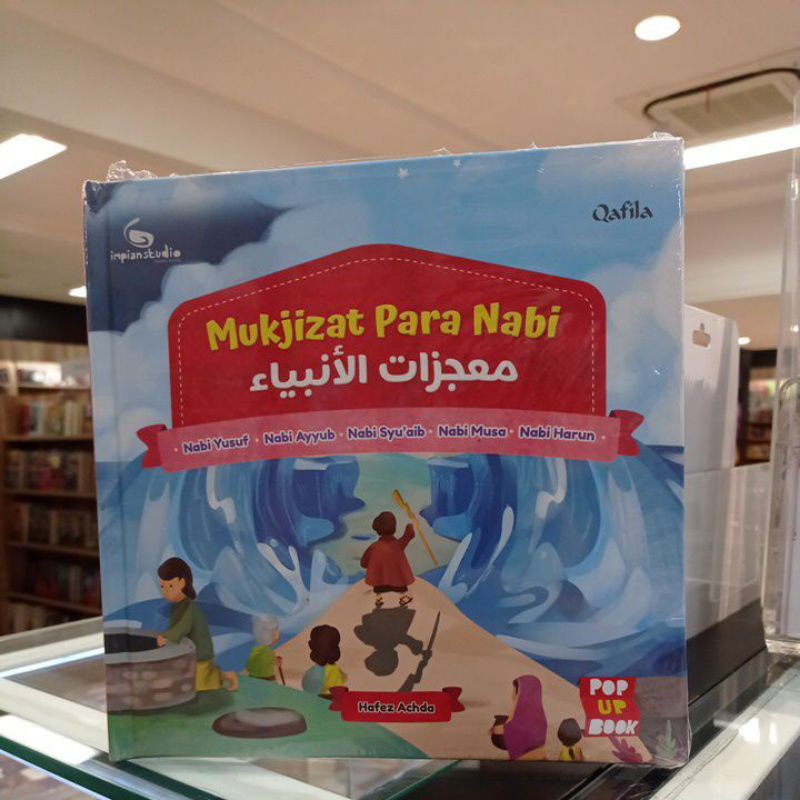 impianstudio
Qafila
Mukjizat Para Nabi
معجزات الأنبياء
Nabi Yusuf • Nabi Ayyub • Nabi Syu'aib • Nabi Musa • Nabi Harun
Hafez Achda
POP
UP
BOOK